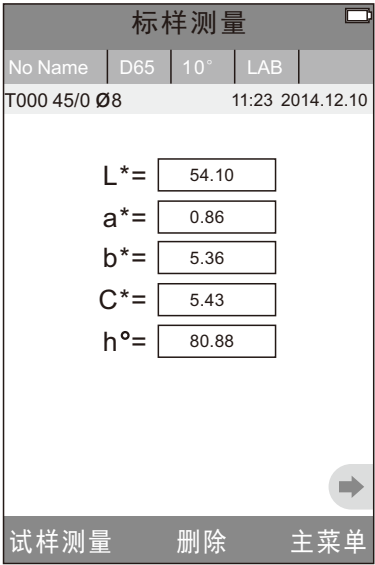 标样测量
No Name D65 10° LAB
T000 45/0 Ø8 11:23 2014.12.10
L*= 54.10
a*= 0.86
b*= 5.36
C*= 5.43
h°= 80.88
试样测量 删除 主菜单